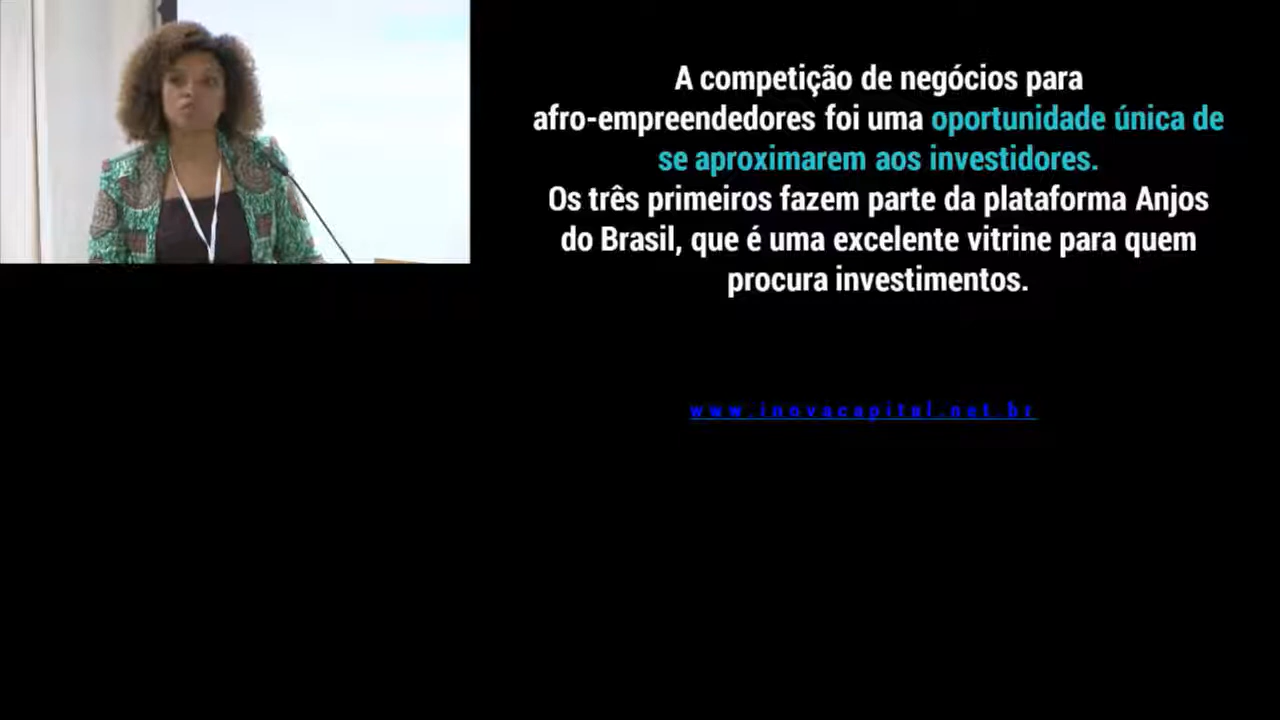 A competição de negócios para
afro-empreendedores foi uma oportunidade única de
se aproximarem aos investidores.
Os três primeiros fazem parte da plataforma Anjos
do Brasil, que é uma excelente vitrine para quem
procura investimentos.
www.inovacapital.net.br